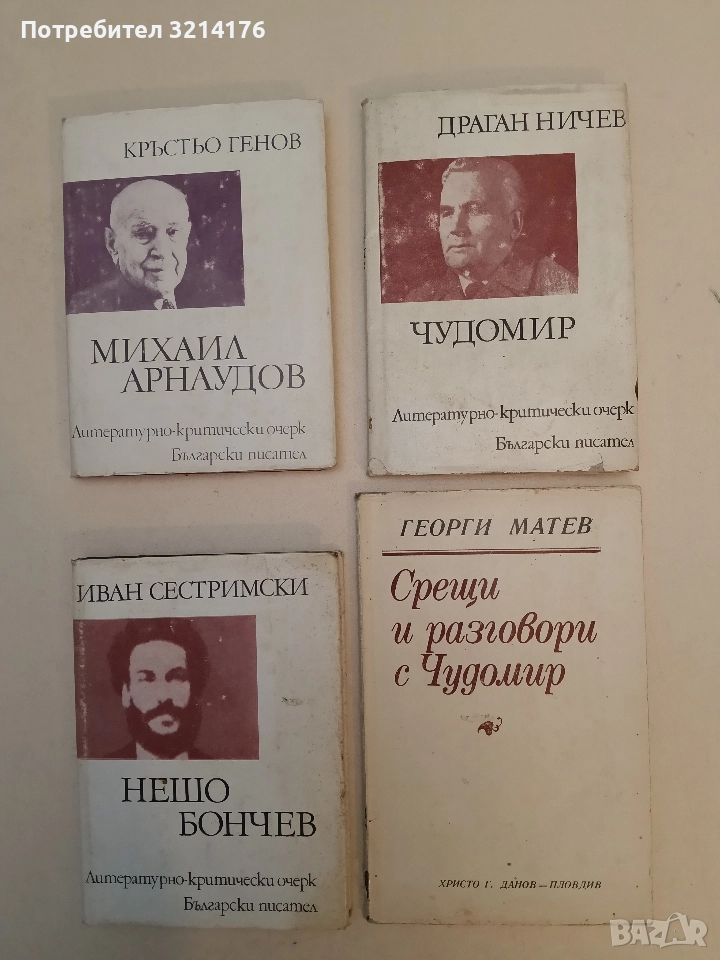 Потребител 3214176
КРЪСТЬО ГЕНОВ
МИХАИЛ
АРНАУДОВ
Литературно-критически очерк
Български писател
ДРАГАН НИЧЕВ
ЧУДОМИР
Литературно-критически очерк
Български писател
ИВАН СЕСТРИМСКИ
НЕШО
БОНЧЕВ
Литературно-критически очерк
Български писател
ГЕОРГИ МАТЕВ
Срещи
и разговори
с Чудомир
ХРИСТО Г. ДАНОВ — ПЛОВДИВ
BAZAR